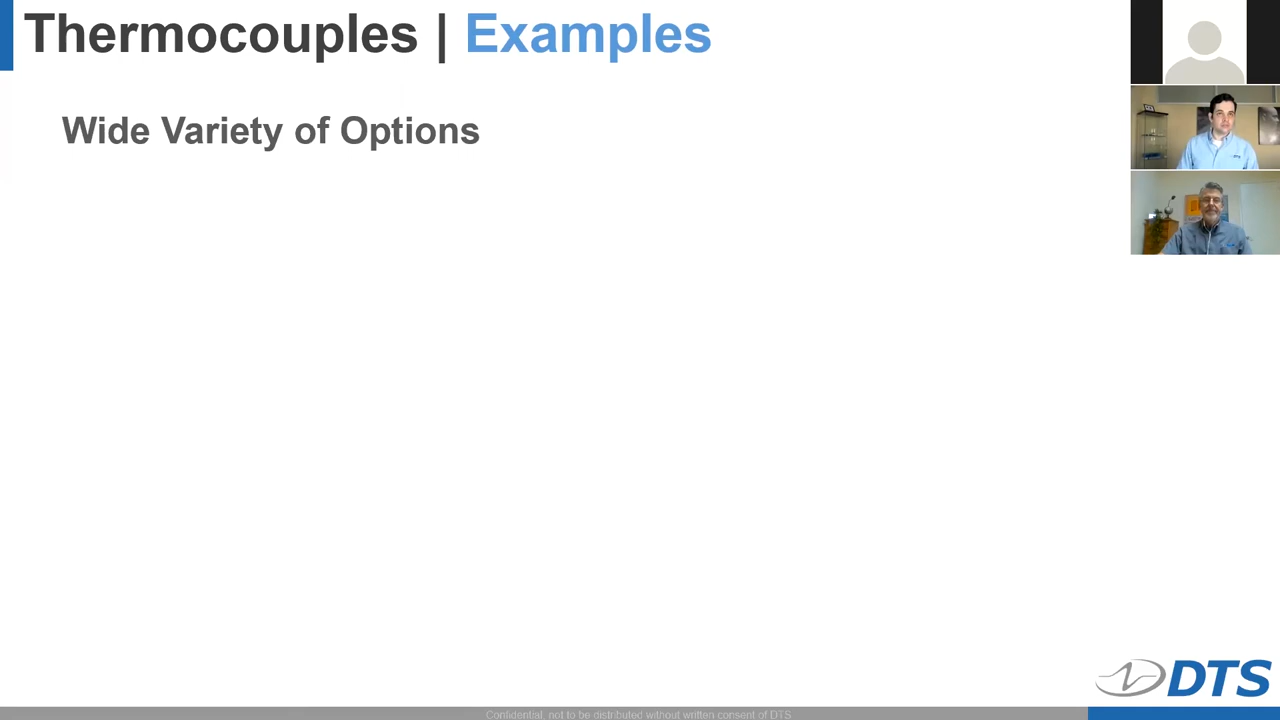 Thermocouples | Examples
Wide Variety of Options
DTS
Confidential, not to be distributed without written consent of DTS